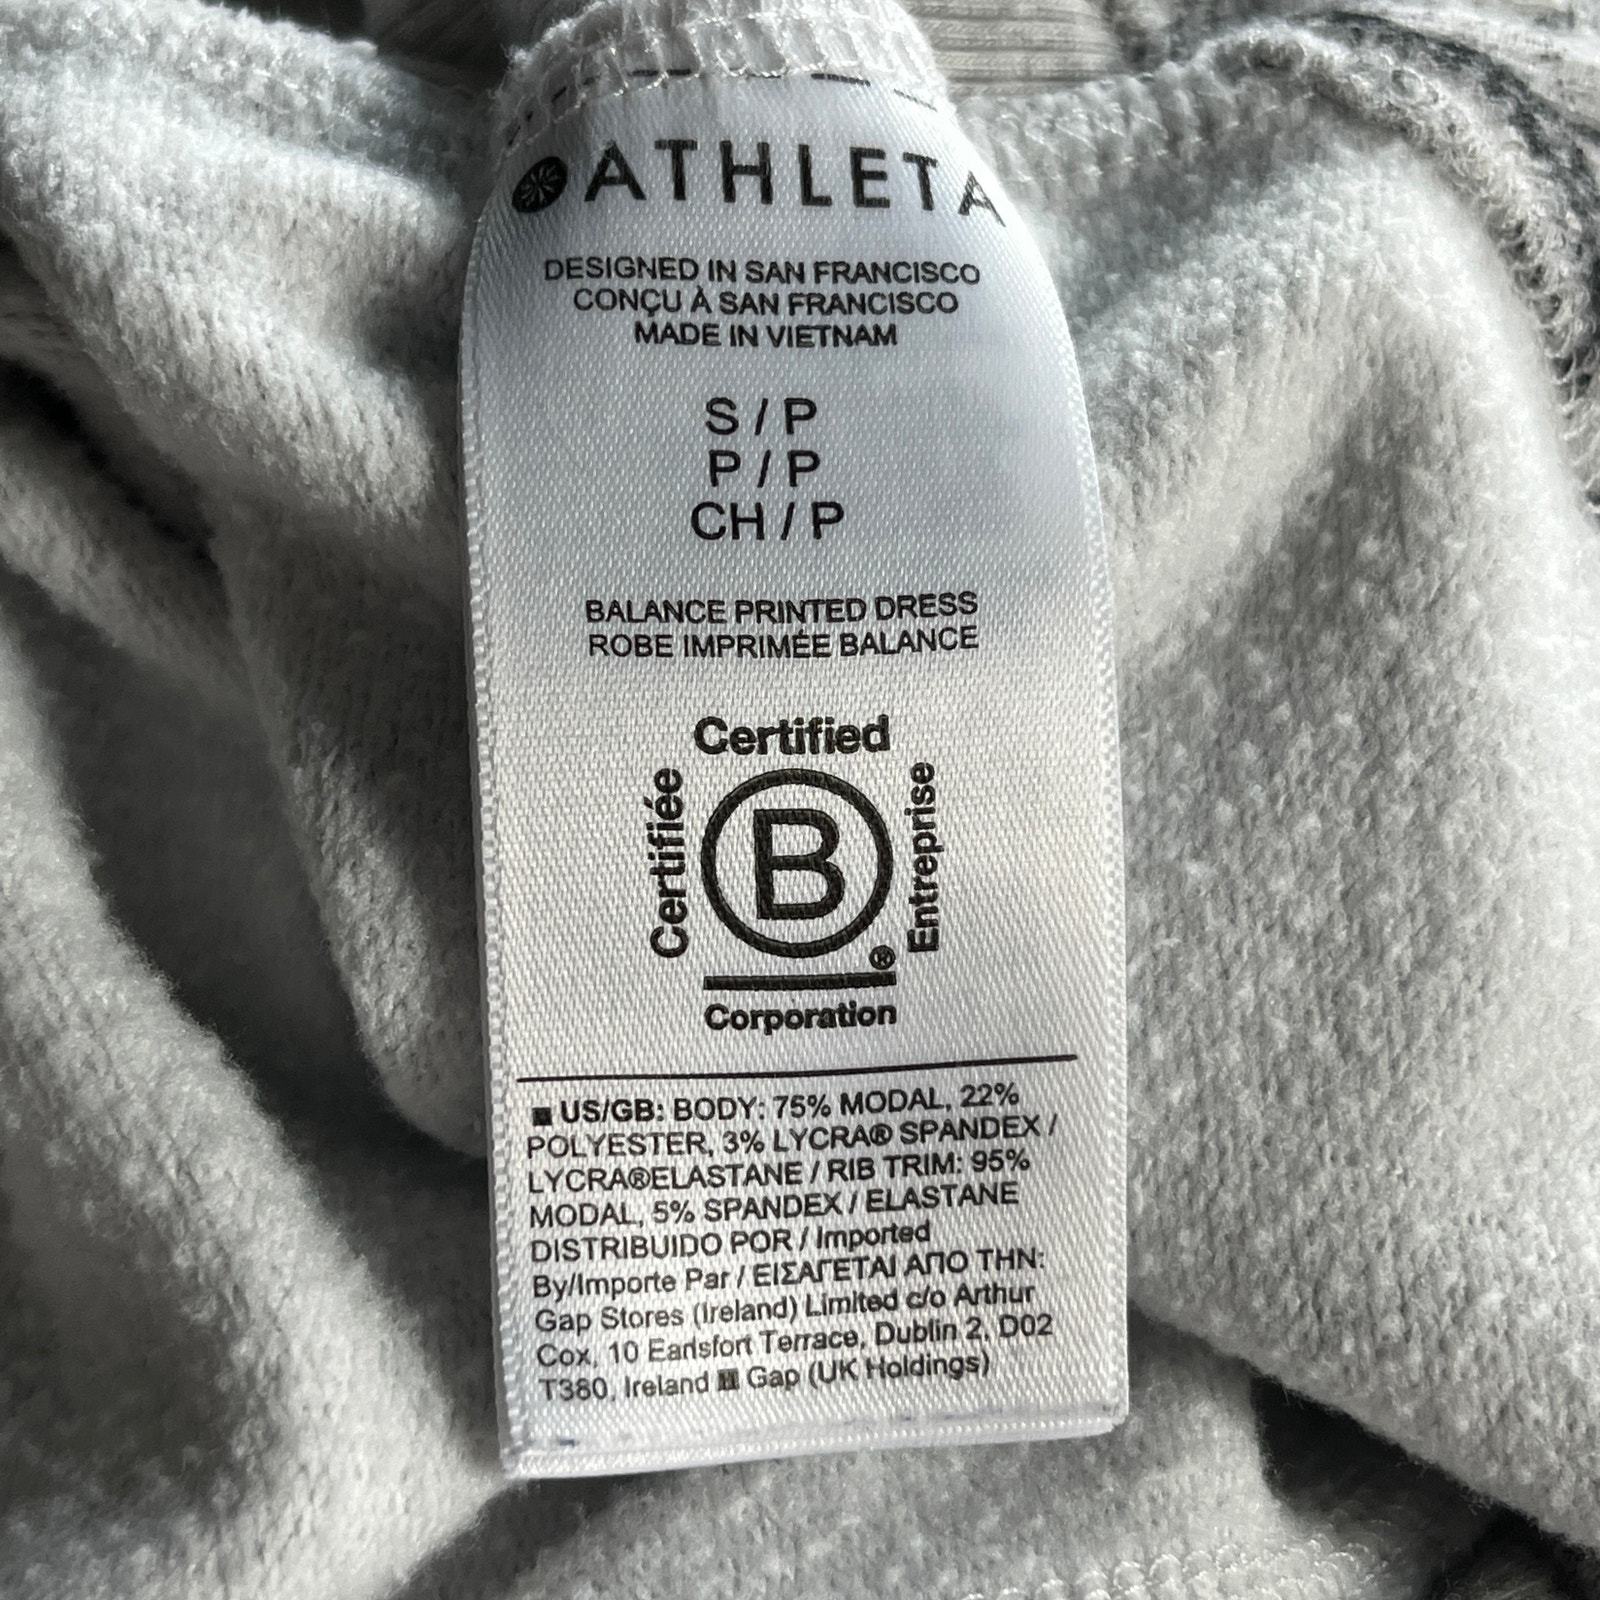 ATHLETA
DESIGNED IN SAN FRANCISCO
CONÇU À SAN FRANCISCO
MADE IN VIETNAM
S / P
P / P
CH / P
BALANCE PRINTED DRESS
ROBE IMPRIMÉE BALANCE
Certified
Certifiée
B
Entreprise
®
Corporation
■ US/GB: BODY: 75% MODAL, 22%
POLYESTER, 3% LYCRA® SPANDEX /
LYCRA®ELASTANE / RIB TRIM: 95%
MODAL, 5% SPANDEX / ELASTANE
DISTRIBUIDO POR / Imported
By/Importe Par / ΕΙΣΑΓΕΤΑΙ ΑΠΟ ΤΗΝ:
Gap Stores (Ireland) Limited c/o Arthur
Cox, 10 Earlsfort Terrace, Dublin 2, D02
T380, Ireland Gap (UK Holdings)